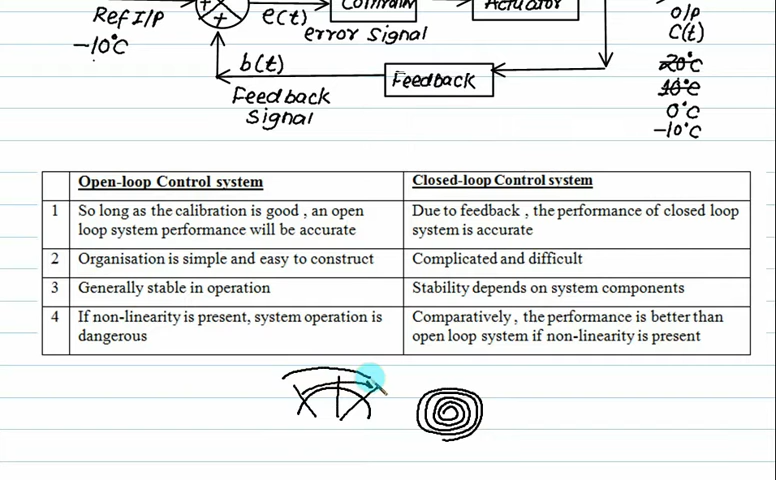 Ref I/P
e(t)
Actuator
error Signal
-10°C
O/P
C(t)
20°C
10°C
0°C
-10°C
b(t)
Feedback
Feedback
Signal
Open-loop Control system
Closed-loop Control system
1
So long as the calibration is good , an open
loop system performance will be accurate
Due to feedback , the performance of closed loop
system is accurate
2
Organisation is simple and easy to construct
Complicated and difficult
3
Generally stable in operation
Stability depends on system components
4
If non-linearity is present, system operation is
dangerous
Comparatively , the performance is better than
open loop system if non-linearity is present